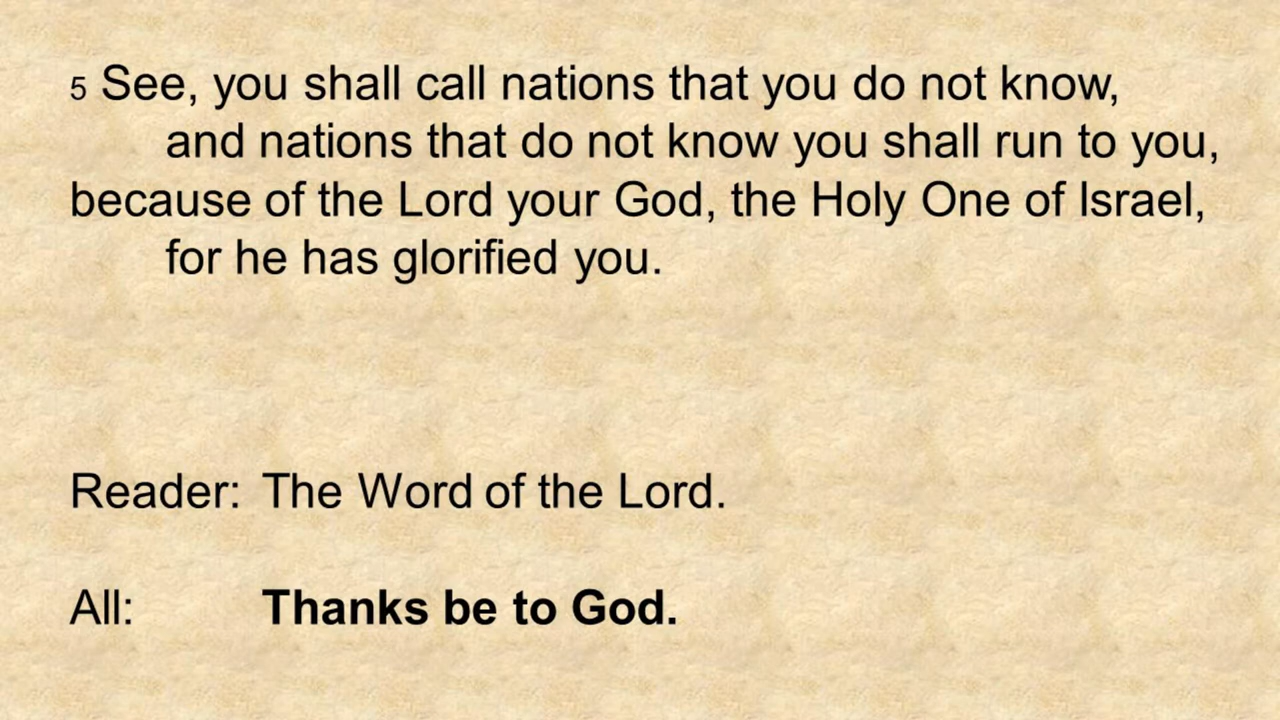 5 See, you shall call nations that you do not know,
and nations that do not know you shall run to you,
because of the Lord your God, the Holy One of Israel,
for he has glorified you.
Reader: The Word of the Lord.
All: Thanks be to God.